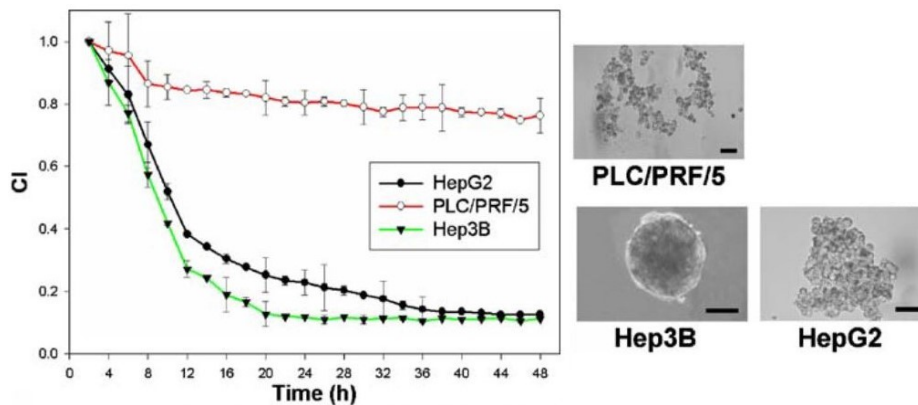 1.0
0.8
0.6
0.4
0.2
0.0
CI
HepG2
PLC/PRF/5
Hep3B
0 4 8 12 16 20 24 28 32 36 40 44 48
Time (h)
PLC/PRF/5
Hep3B HepG2